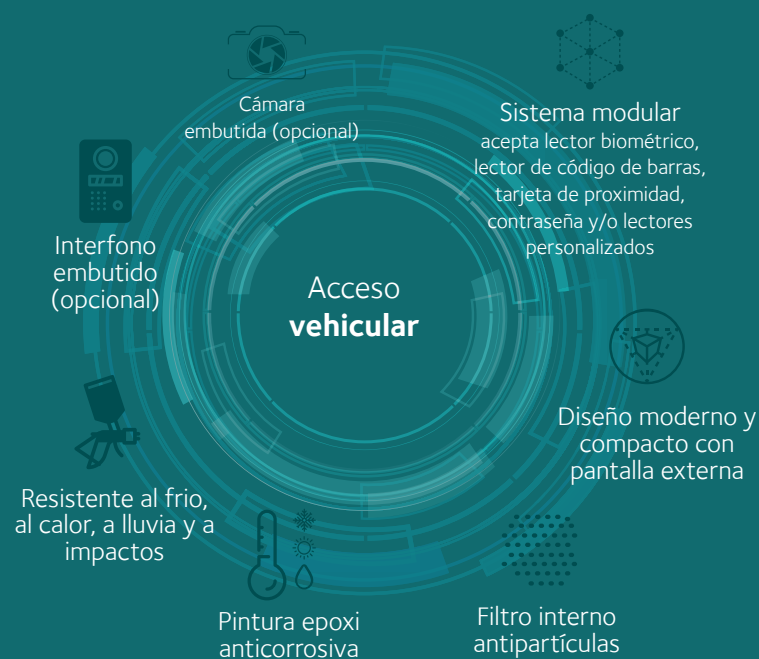 Cámara
embutida (opcional)
Sistema modular
acepta lector biométrico,
lector de código de barras,
tarjeta de proximidad,
contraseña y/o lectores
personalizados
Interfono
embutido
(opcional)
Acceso
vehicular
Diseño moderno y
compacto con
pantalla externa
Resistente al frio,
al calor, a lluvia y a
impactos
Pintura epoxi
anticorrosiva
Filtro interno
antipartículas